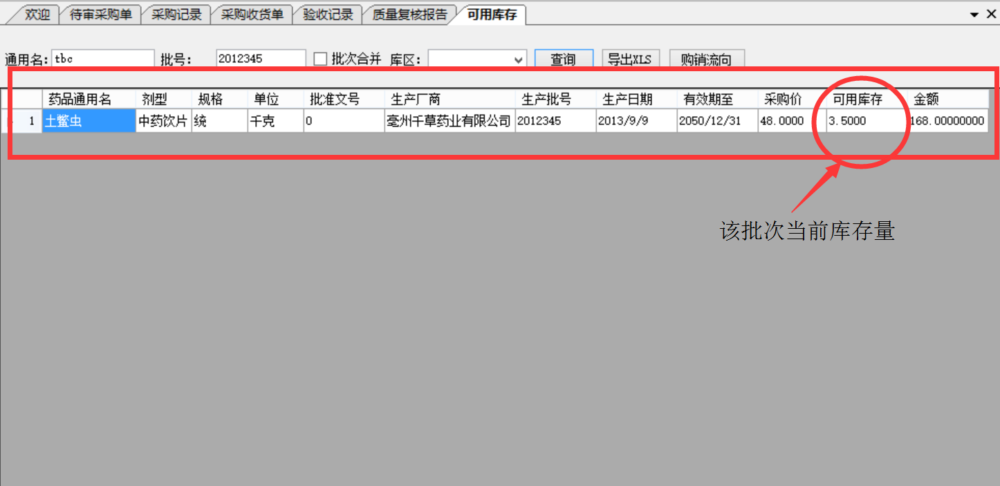 欢迎 待审采购单 采购记录 采购收货单 验收记录 质量复核报告 可用库存
通用名: tbc 批号: 2012345 批次合并 库区: 查询 导出XLS 购销流向
药品通用名 剂型 规格 单位 批准文号 生产厂商 生产批号 生产日期 有效期至 采购价 可用库存 金额
1 土鳖虫 中药饮片 统 千克 0 亳州千草药业有限公司 2012345 2013/9/9 2050/12/31 48.0000 3.5000 168.00000000
该批次当前库存量